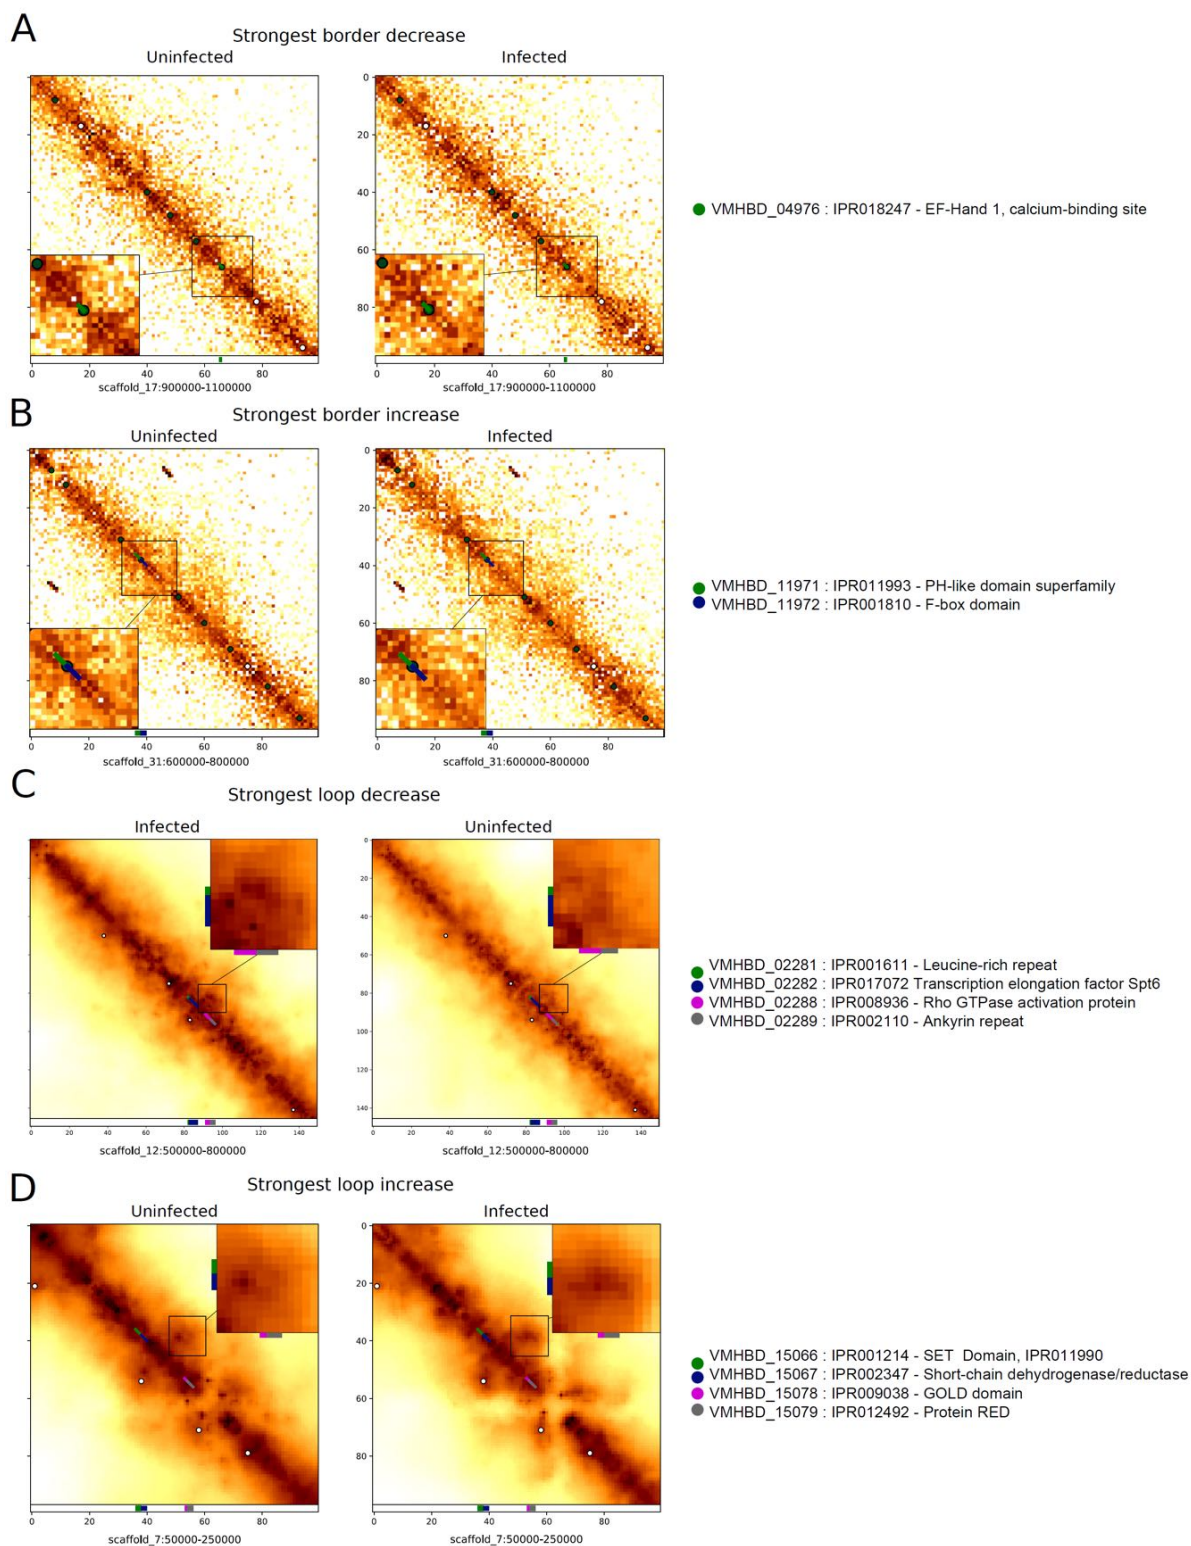 A
Strongest border decrease
Uninfected
Infected
0
20
40
60
80
VMHBD_04976 : IPR018247 - EF-Hand 1, calcium-binding site
0 20 40 60 80
0 20 40 60 80
scaffold_17:900000-1100000
scaffold_17:900000-1100000
B
Strongest border increase
Uninfected
Infected
0
20
40
60
80
VMHBD_11971 : IPR011993 - PH-like domain superfamily
VMHBD_11972 : IPR001810 - F-box domain
0 20 40 60 80
0 20 40 60 80
scaffold_31:600000-800000
scaffold_31:600000-800000
C
Strongest loop decrease
Infected
Uninfected
0
20
40
60
80
100
120
140
VMHBD_02281 : IPR001611 - Leucine-rich repeat
VMHBD_02282 : IPR017072 Transcription elongation factor Spt6
VMHBD_02288 : IPR008936 - Rho GTPase activation protein
VMHBD_02289 : IPR002110 - Ankyrin repeat
0 20 40 60 80 100 120 140
0 20 40 60 80 100 120 140
scaffold_12:500000-800000
scaffold_12:500000-800000
D
Strongest loop increase
Uninfected
Infected
0
20
40
60
80
VMHBD_15066 : IPR001214 - SET Domain, IPR011990
VMHBD_15067 : IPR002347 - Short-chain dehydrogenase/reductase
VMHBD_15078 : IPR009038 - GOLD domain
VMHBD_15079 : IPR012492 - Protein RED
0 20 40 60 80
0 20 40 60 80
scaffold_7:50000-250000
scaffold_7:50000-250000